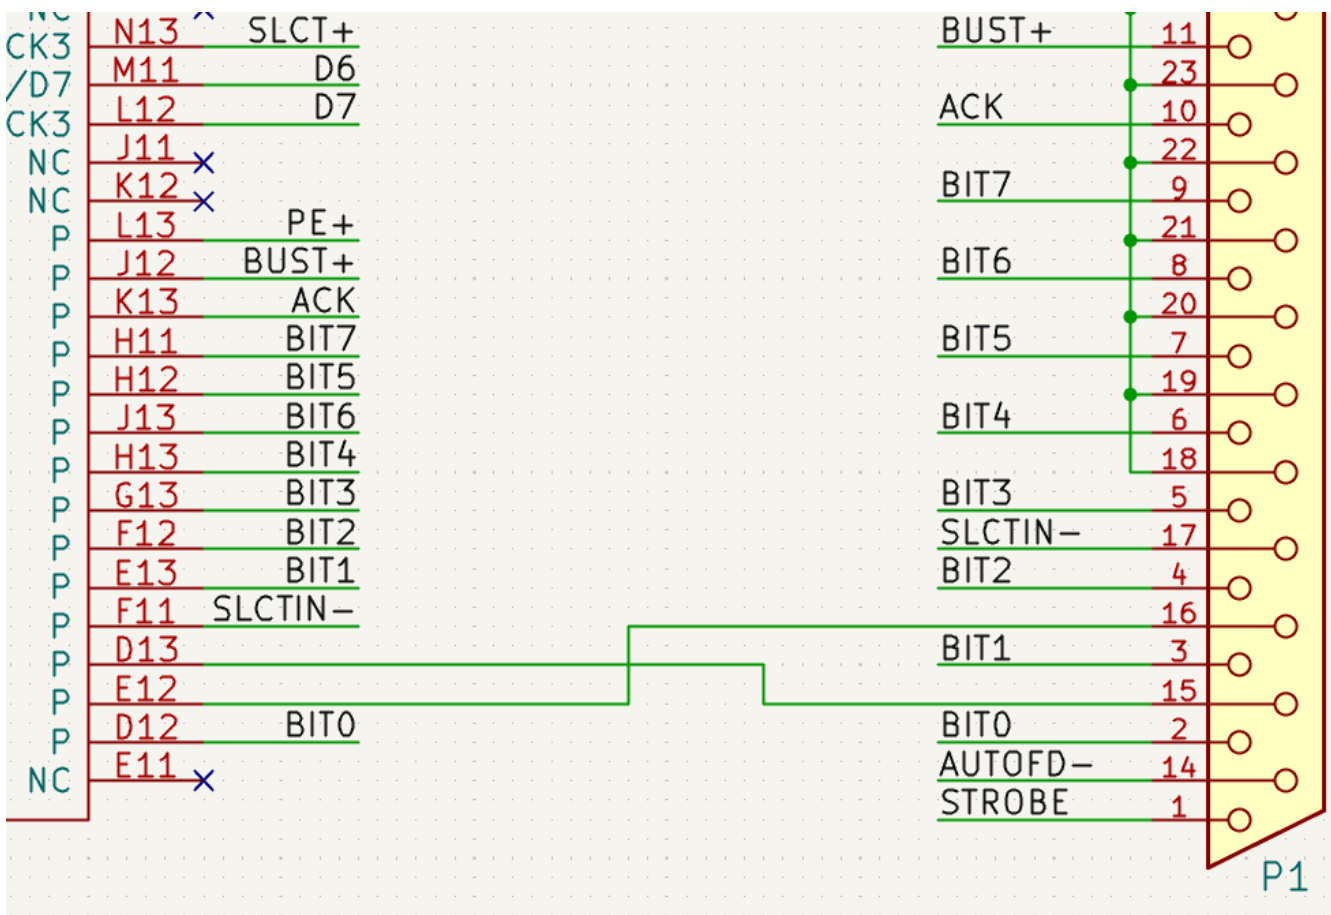 NC
CK3 N13 SLCT+ BUST+ 11
/D7 M11 D6 23
CK3 L12 D7 ACK 10
NC J11 22
NC K12 BIT7 9
P L13 PE+ 21
P J12 BUST+ BIT6 8
P K13 ACK 20
P H11 BIT7 BIT5 7
P H12 BIT5 19
P J13 BIT6 BIT4 6
P H13 BIT4 18
P G13 BIT3 BIT3 5
P F12 BIT2 SLCTIN- 17
P E13 BIT1 BIT2 4
P F11 SLCTIN- 16
P D13 BIT1 3
P E12 15
P D12 BIT0 BIT0 2
NC E11 AUTOFD- 14
STROBE 1
P1